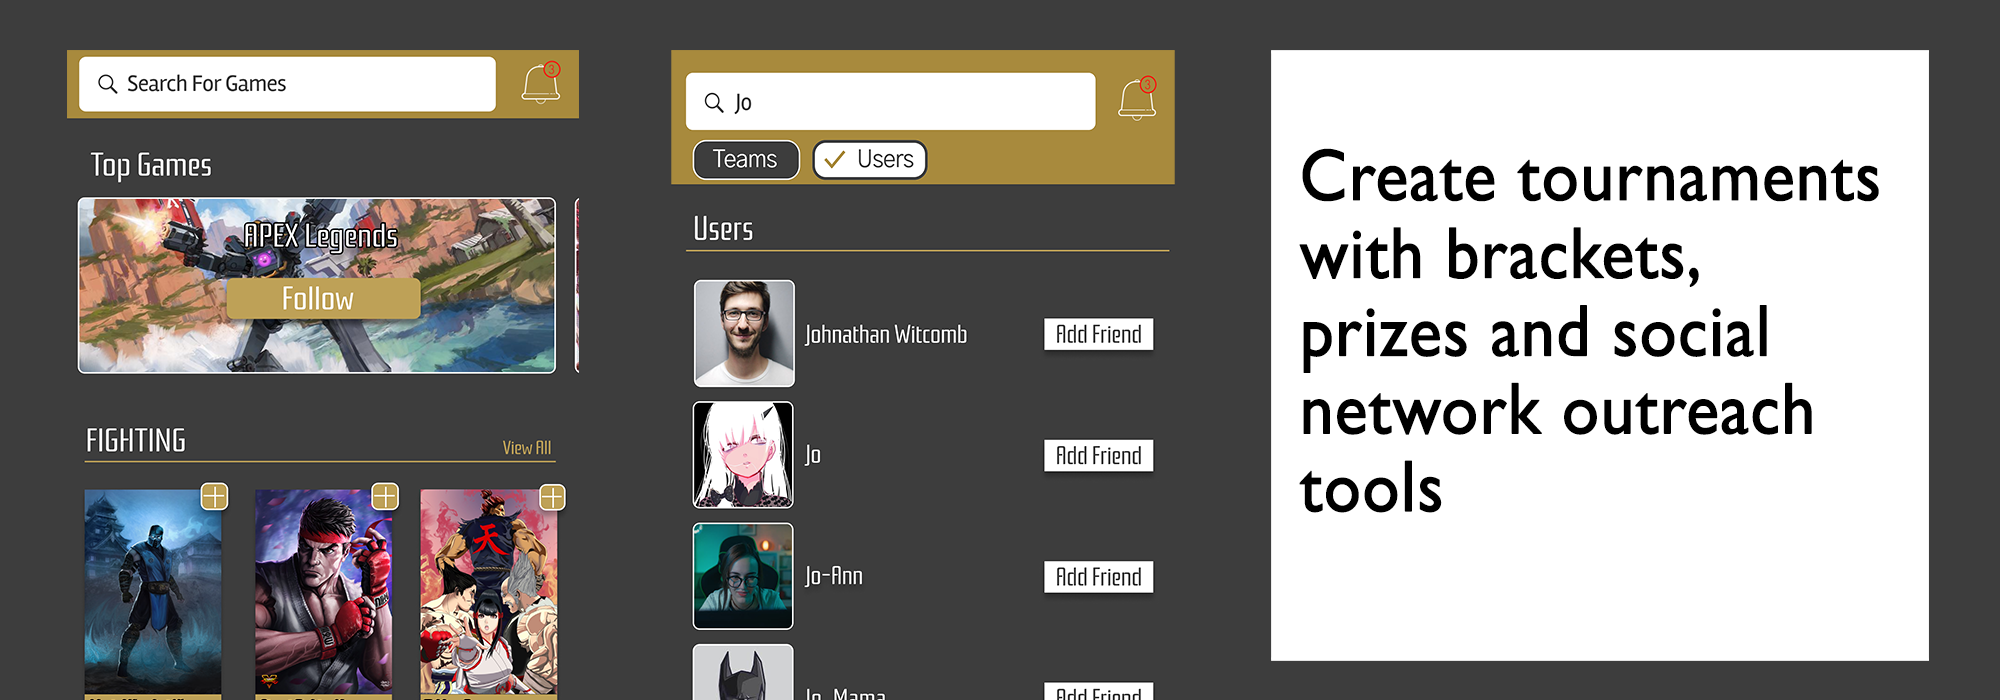 Search For Games
3
Top Games
APEX Legends
Follow
FIGHTING
View All
天
Jo
3
Teams
Users
Users
Johnathan Witcomb
Add Friend
Jo
Add Friend
Jo-Ann
Add Friend
Jo Mama
Add Friend
Create tournaments
with brackets,
prizes and social
network outreach
tools